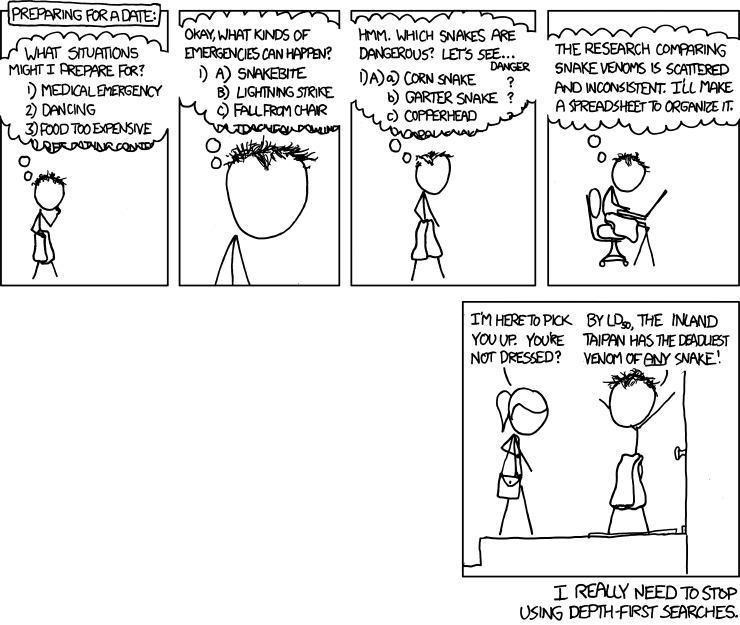 PREPARING FOR A DATE:
WHAT SITUATIONS
MIGHT I PREPARE FOR?
1) MEDICAL EMERGENCY
2) DANCING
3) FOOD TOO EXPENSIVE
OKAY, WHAT KINDS OF
EMERGENCIES CAN HAPPEN?
1) A) SNAKEBITE
B) LIGHTNING STRIKE
C) FALL FROM CHAIR
HMM. WHICH SNAKES ARE
DANGEROUS? LET'S SEE...
DANGER
1) A) a) CORN SNAKE ?
b) GARTER SNAKE ?
c) COPPERHEAD ?
THE RESEARCH COMPARING
SNAKE VENOMS IS SCATTERED
AND INCONSISTENT. I'LL MAKE
A SPREADSHEET TO ORGANIZE IT.
I'M HERE TO PICK
YOU UP. YOU'RE
NOT DRESSED?
BY LD50, THE INLAND
TAIPAN HAS THE DEADLIEST
VENOM OF ANY SNAKE!
I REALLY NEED TO STOP
USING DEPTH-FIRST SEARCHES.